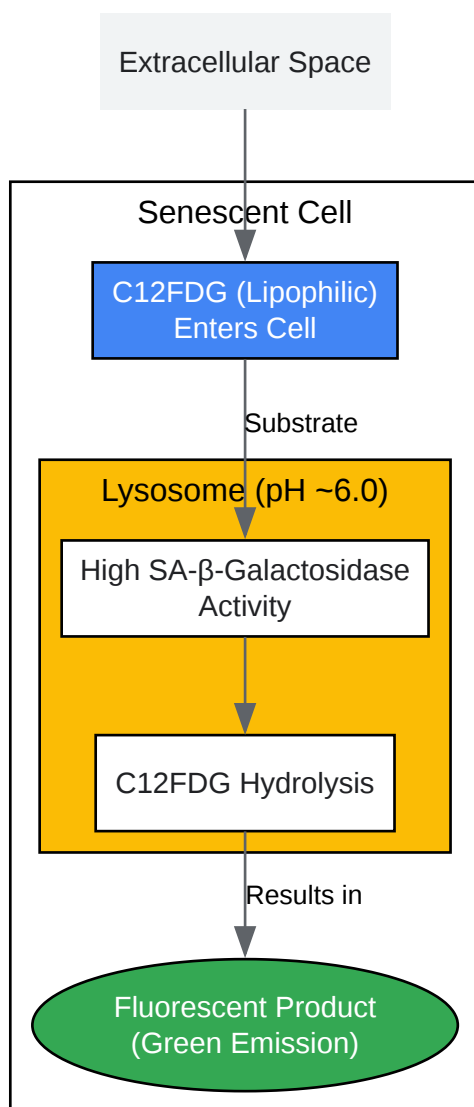 Extracellular Space
Senescent Cell
C12FDG (Lipophilic)
Enters Cell
Substrate
Lysosome (pH ~6.0)
High SA-β-Galactosidase
Activity
C12FDG Hydrolysis
Results in
Fluorescent Product
(Green Emission)